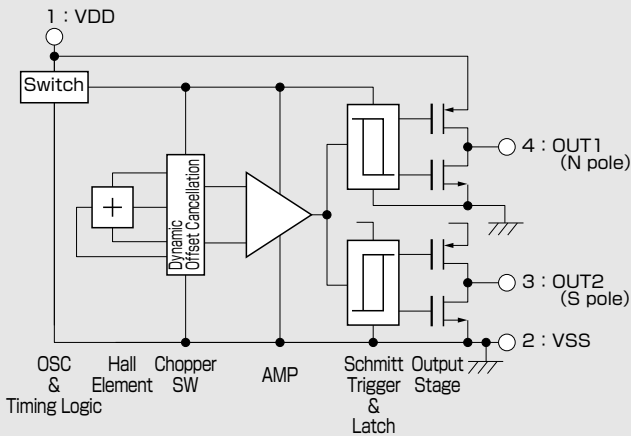 1 : VDD
Switch
Dynamic
Offset Cancellation
4 : OUT1
(N pole)
3 : OUT2
(S pole)
2 : VSS
OSC
&
Timing Logic
Hall
Element
Chopper
SW
AMP
Schmitt
Trigger
&
Latch
Output
Stage